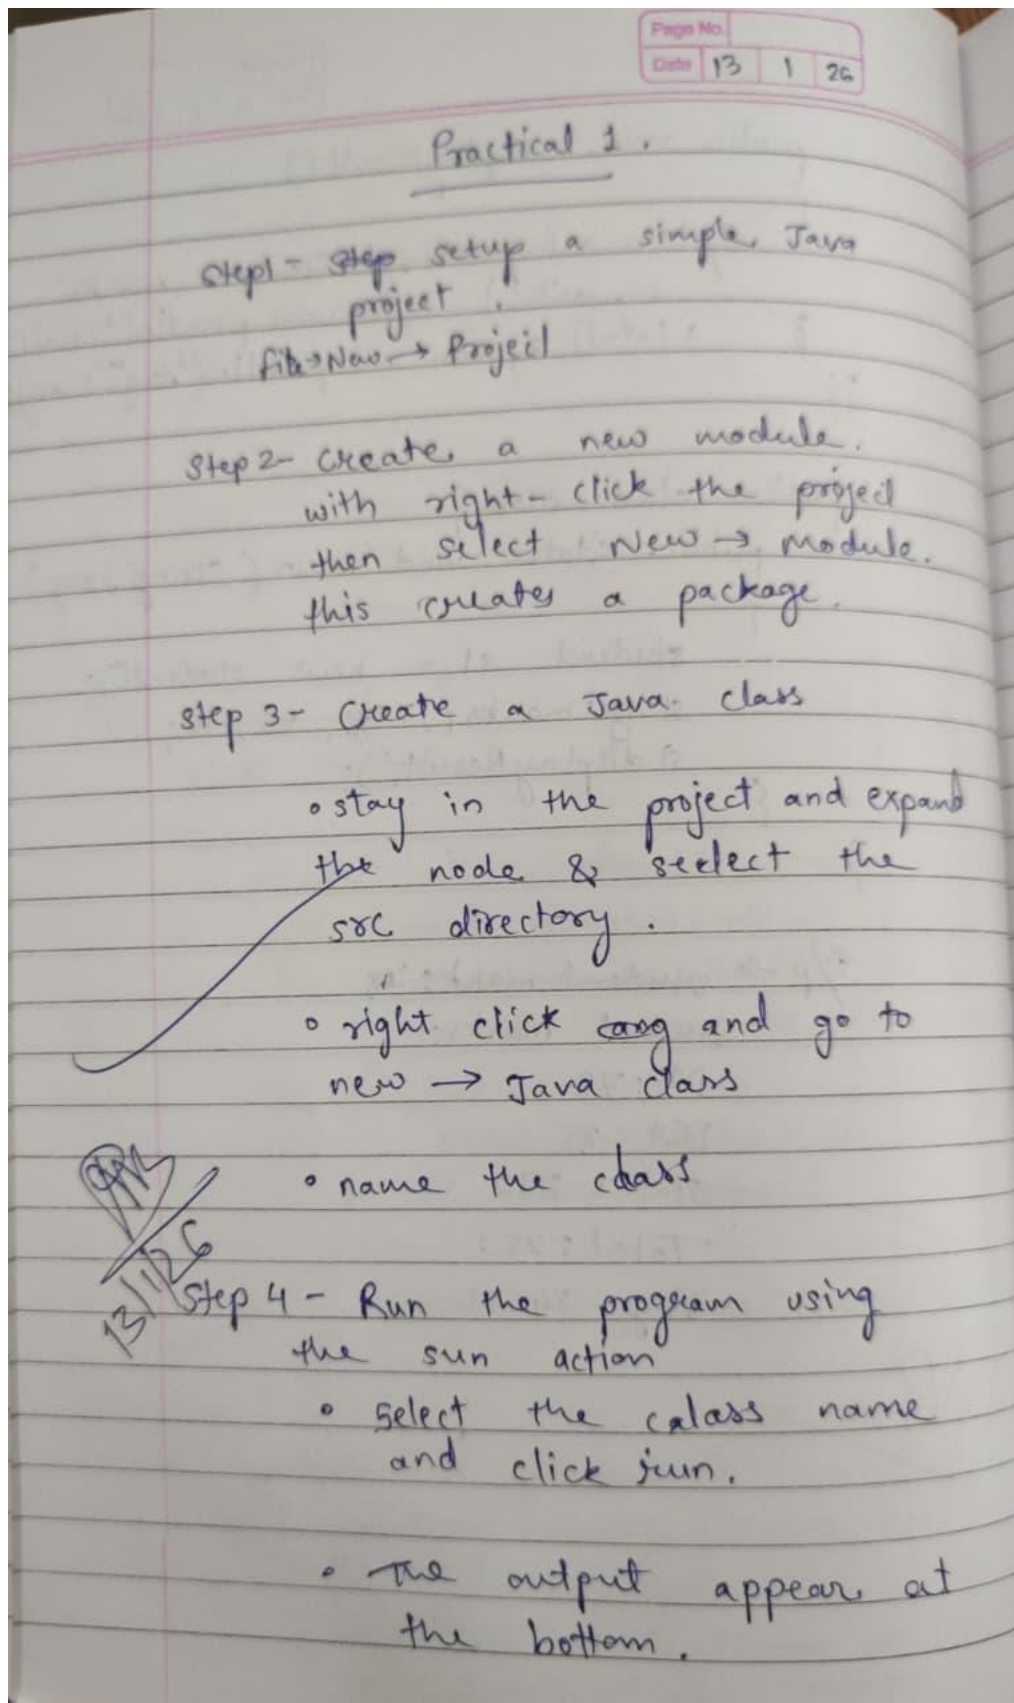 Page No.
Date 13 1 26
Practical 1.
Step1 - Step setup a simple Java
project.
file → New → Project
Step 2- Create a new module.
with right-click the project
then select New → Module.
this creates a package.
Step 3 - Create a Java class
• stay in the project and expand
the node & seelect the
src directory.
• right click and go to
new → Java class
• name the class
13/1/26
Step 4 - Run the program using
the sun action
• select the calass name
and click run.
• The output appear at
the bottom.